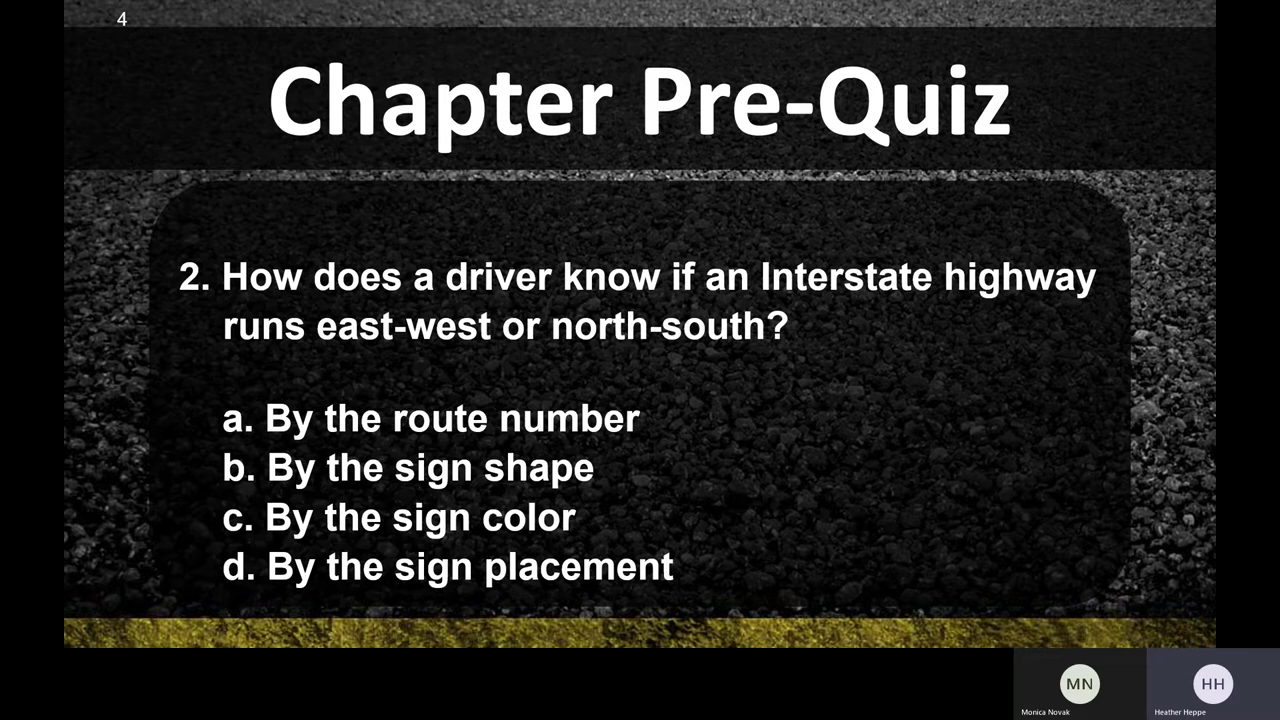 4
Chapter Pre-Quiz
2. How does a driver know if an Interstate highway
runs east-west or north-south?
a. By the route number
b. By the sign shape
c. By the sign color
d. By the sign placement
MN
HH
Monica Novak
Heather Heppe